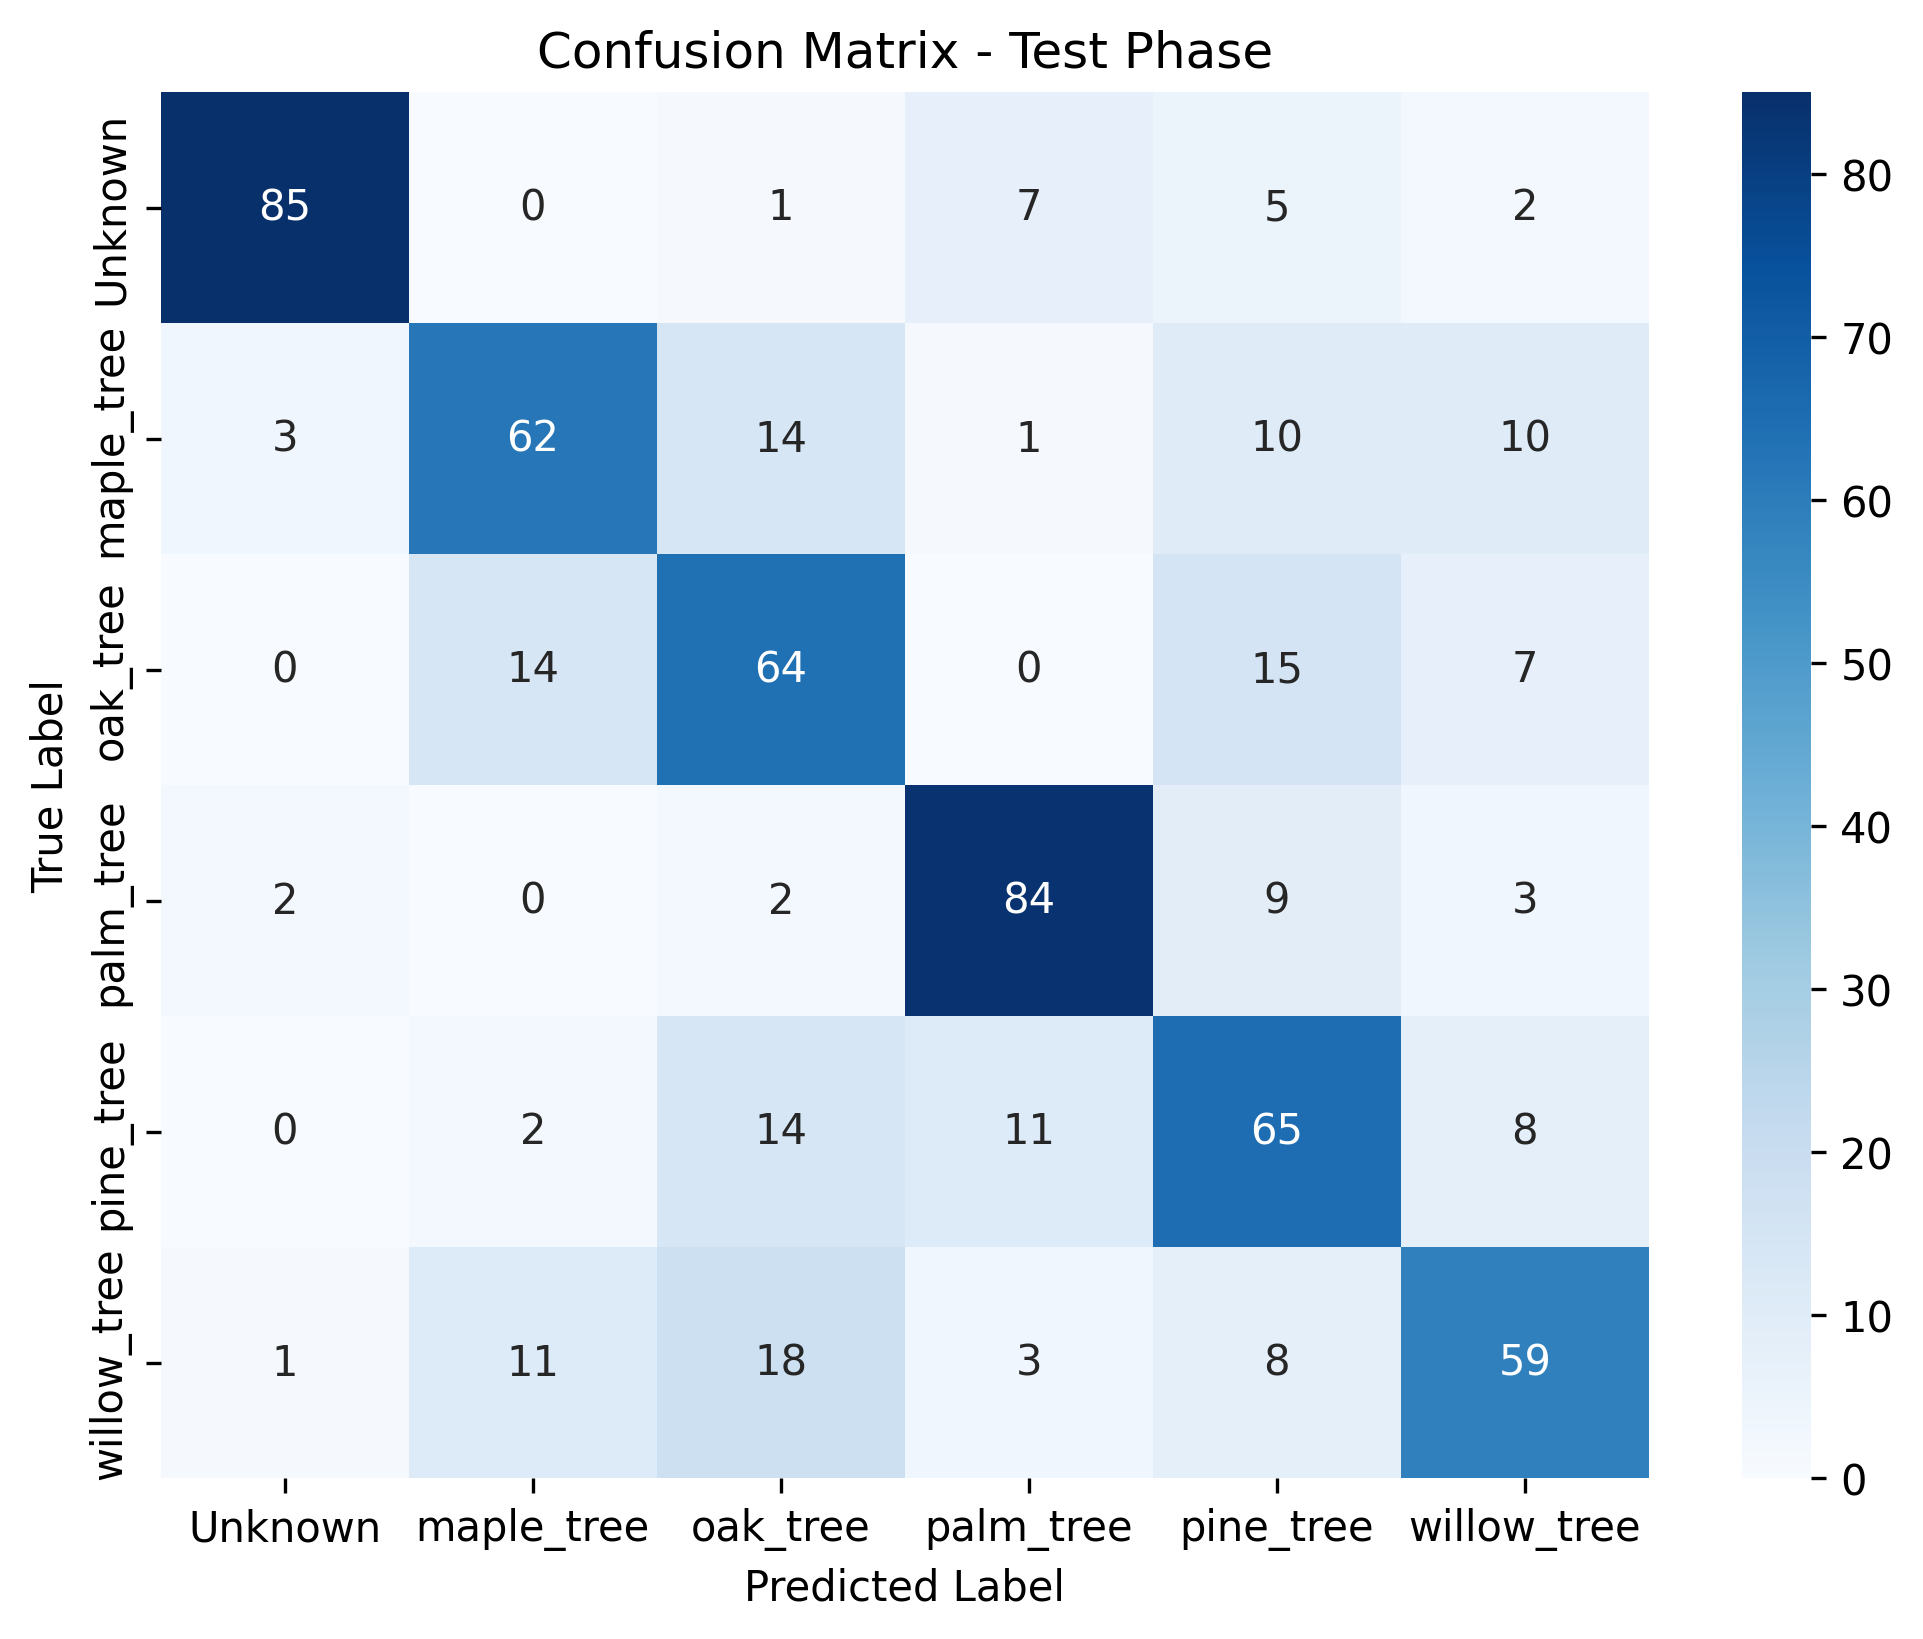 Confusion Matrix - Test Phase
True Label
Unknown 85 0 1 7 5 2
maple_tree 3 62 14 1 10 10
oak_tree 0 14 64 0 15 7
palm_tree 2 0 2 84 9 3
pine_tree 0 2 14 11 65 8
willow_tree 1 11 18 3 8 59
Unknown maple_tree oak_tree palm_tree pine_tree willow_tree
Predicted Label
80
70
60
50
40
30
20
10
0